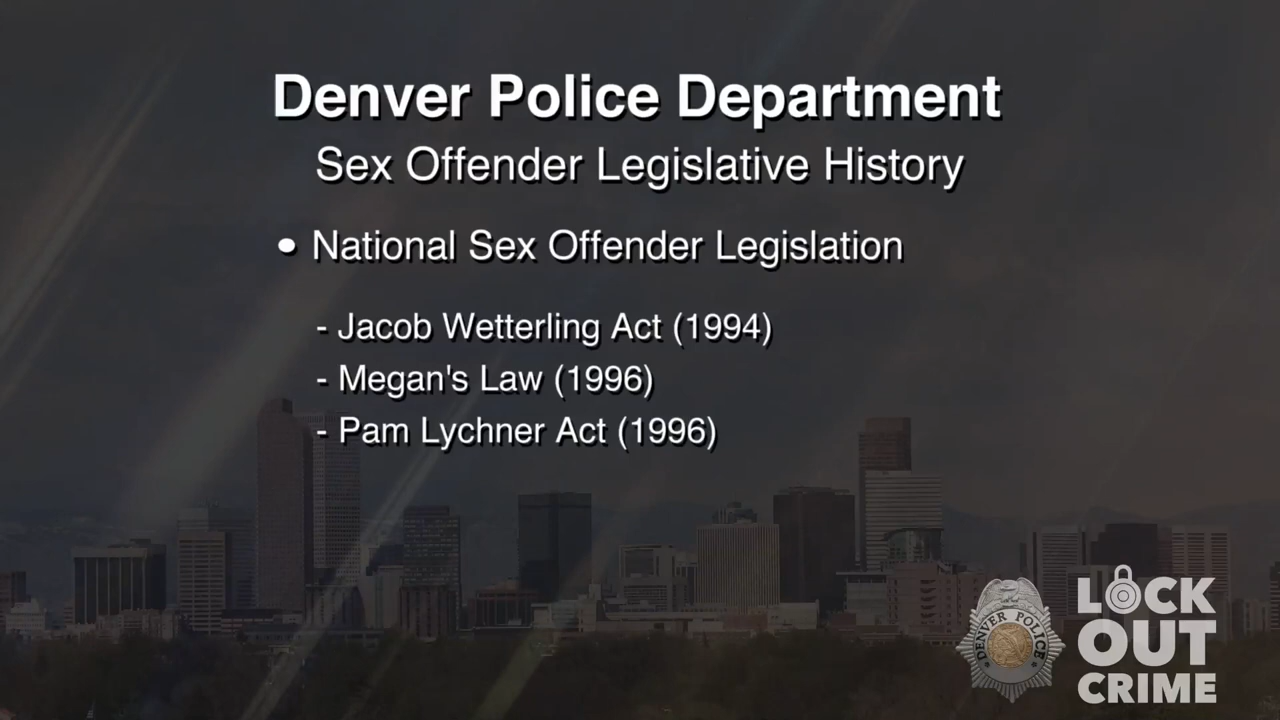 Denver Police Department
Sex Offender Legislative History
• National Sex Offender Legislation
- Jacob Wetterling Act (1994)
- Megan's Law (1996)
- Pam Lychner Act (1996)
DENVER POLICE
LOCK
OUT
CRIME